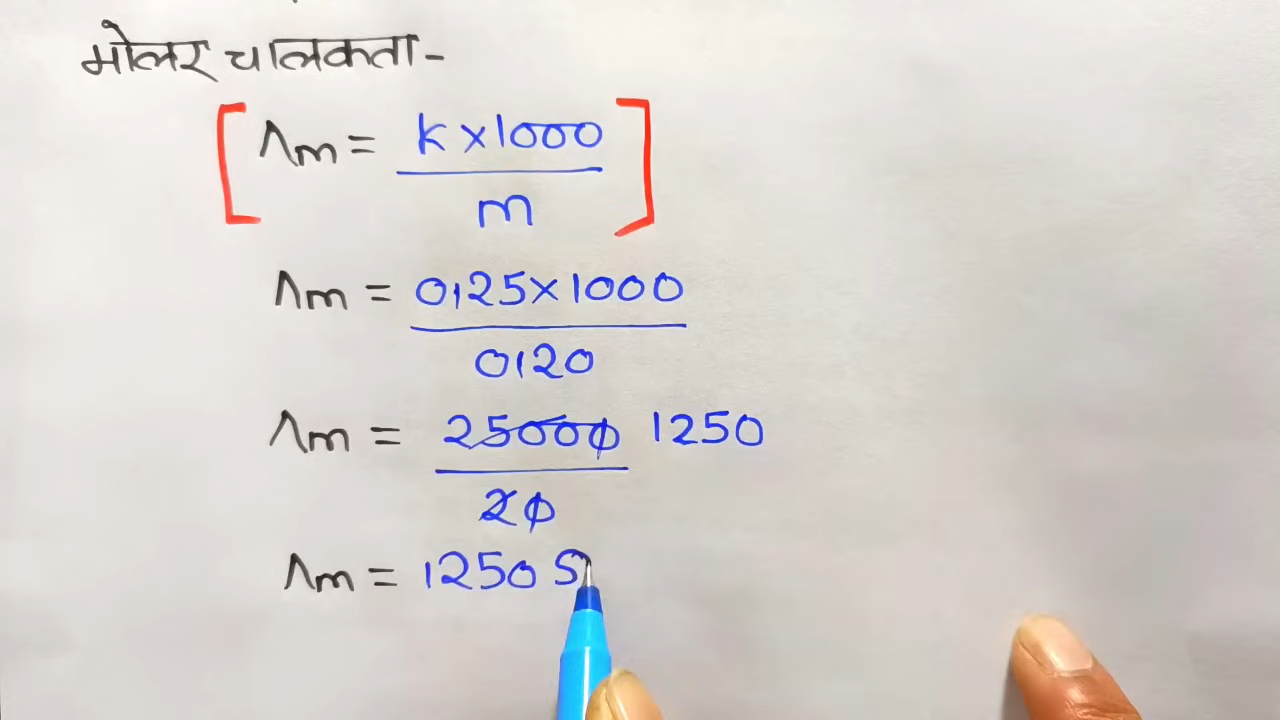 मोलर चालकता-
[Λm = K×1000 / m]
Λm = 0,25×1000 / 0,20
Λm = 25000 / 20 1250
Λm = 1250 S